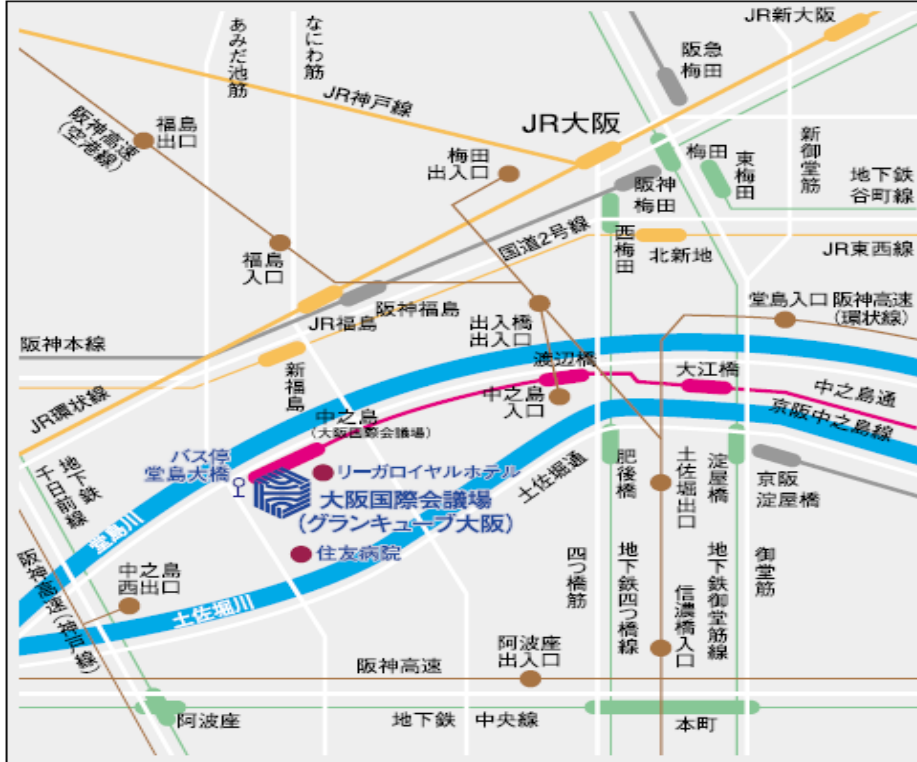 JR新大阪
阪急
梅田
あみだ池筋
なにわ筋
JR神戸線
JR大阪
阪神高速
(空港線)
福島
出口
梅田
出入口
梅田
東梅田
新御堂筋
地下鉄
谷町線
阪神
梅田
国道2号線
西梅田
北新地
JR東西線
福島
入口
阪神福島
JR福島
出入橋
出入口
堂島入口
阪神高速
(環状線)
阪神本線
新福島
渡辺橋
大江橋
中之島
入口
中之島通
京阪中之島線
JR環状線
中之島
(大阪国際会議場)
バス停
堂島大橋
リーガロイヤルホテル
大阪国際会議場
(グランキューブ大阪)
住友病院
土佐堀通
肥後橋
土佐堀出口
淀屋橋
京阪
淀屋橋
地下鉄
千日前線
堂島川
阪神高速(神戸線)
中之島
西出口
土佐堀川
四つ橋筋
地下鉄四つ橋線
信濃橋入口
地下鉄御堂筋線
御堂筋
阪神高速
阿波座
出入口
阿波座
地下鉄 中央線
本町